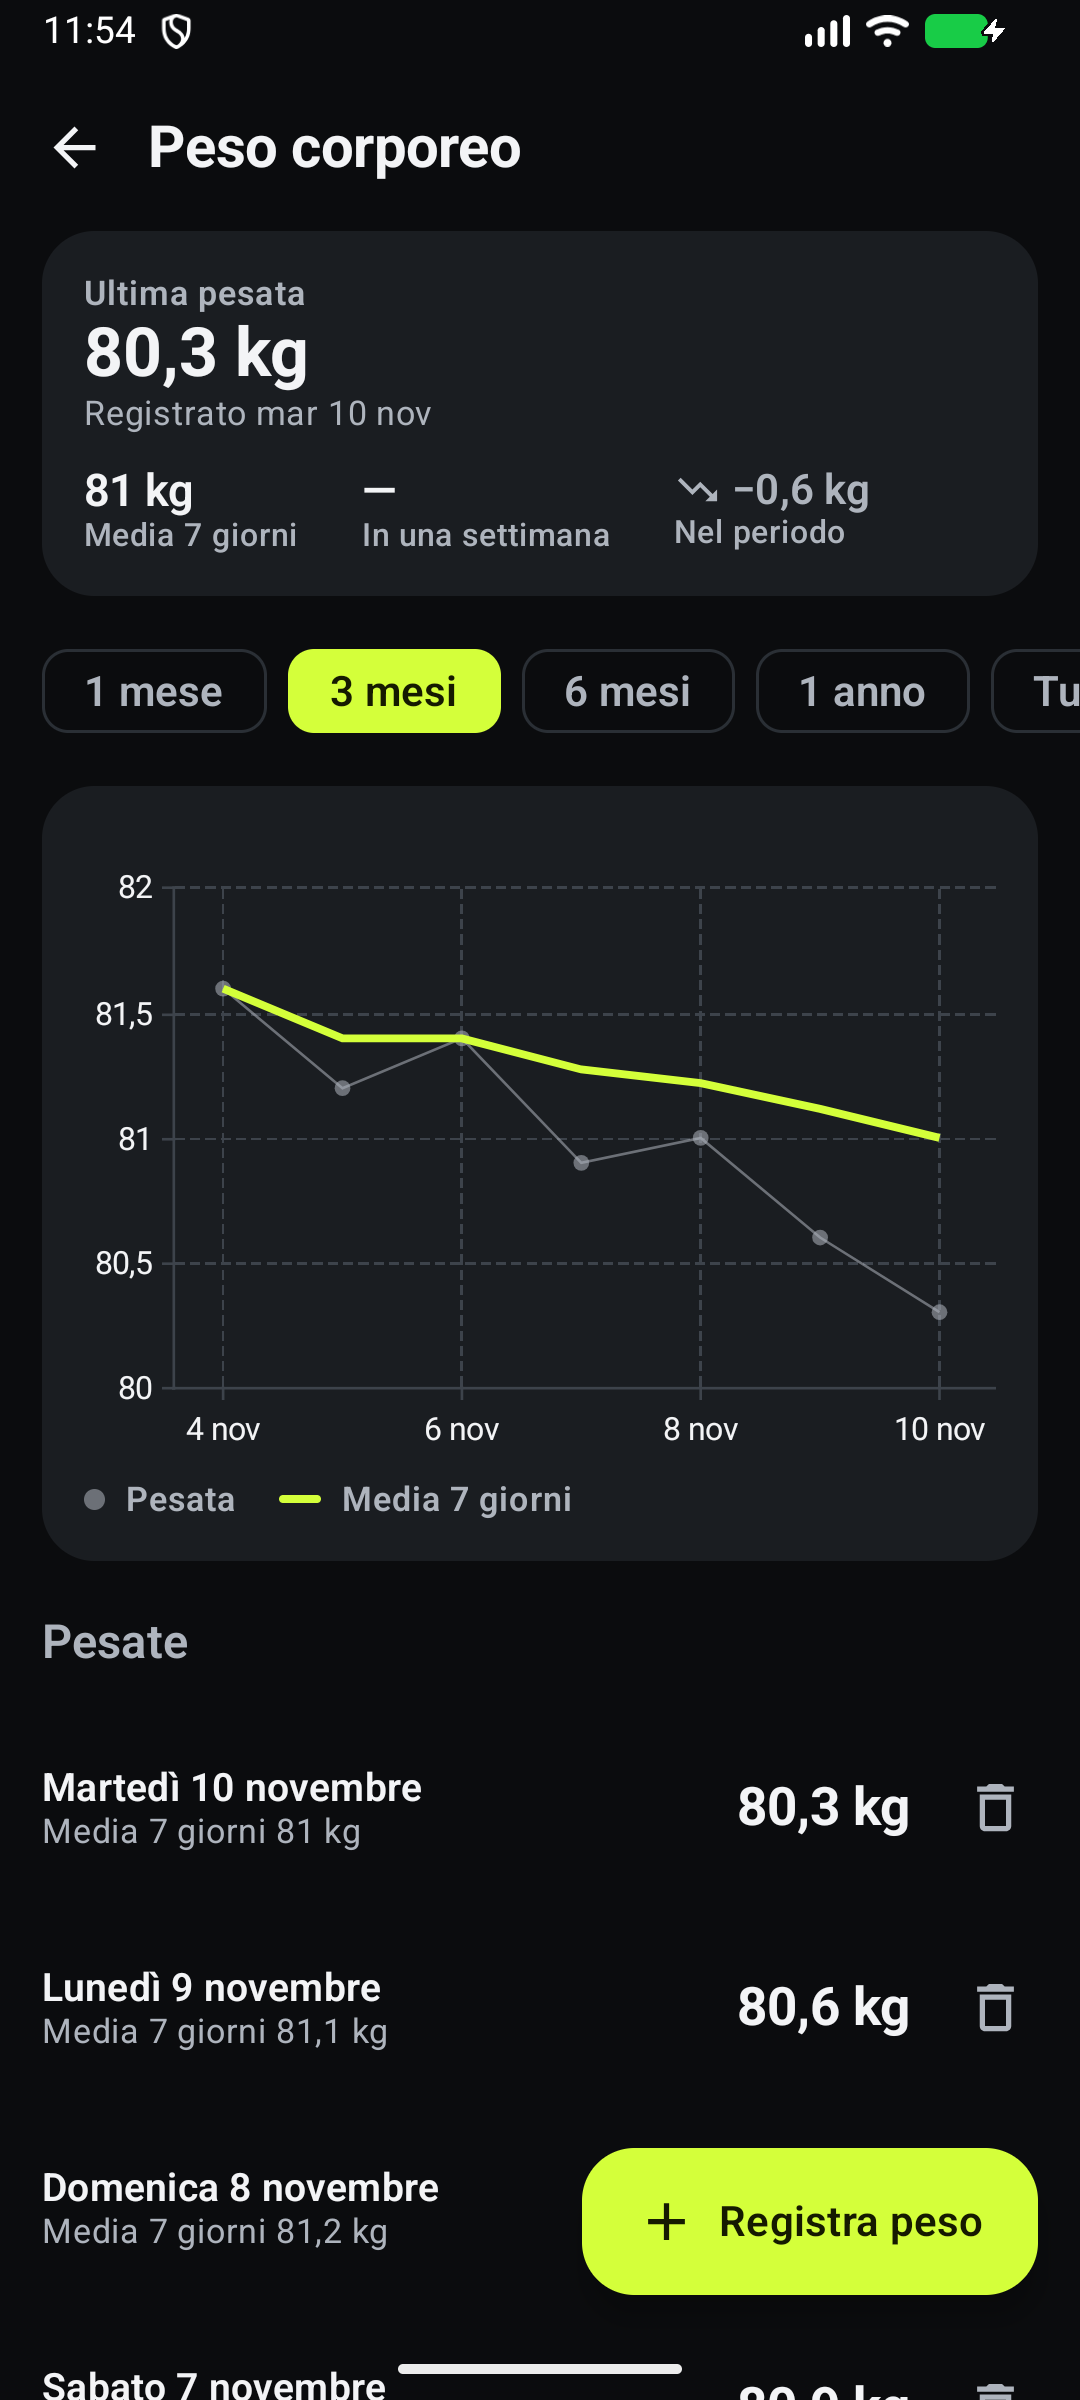 11:54
Peso corporeo
Ultima pesata
80,3 kg
Registrato mar 10 nov
81 kg
Media 7 giorni
—
In una settimana
−0,6 kg
Nel periodo
1 mese
3 mesi
6 mesi
1 anno
Tu
82
81,5
81
80,5
80
4 nov
6 nov
8 nov
10 nov
Pesata
Media 7 giorni
Pesate
Martedì 10 novembre
80,3 kg
Media 7 giorni 81 kg
Lunedì 9 novembre
80,6 kg
Media 7 giorni 81,1 kg
Domenica 8 novembre
Media 7 giorni 81,2 kg
+ Registra peso
Sabato 7 novembre